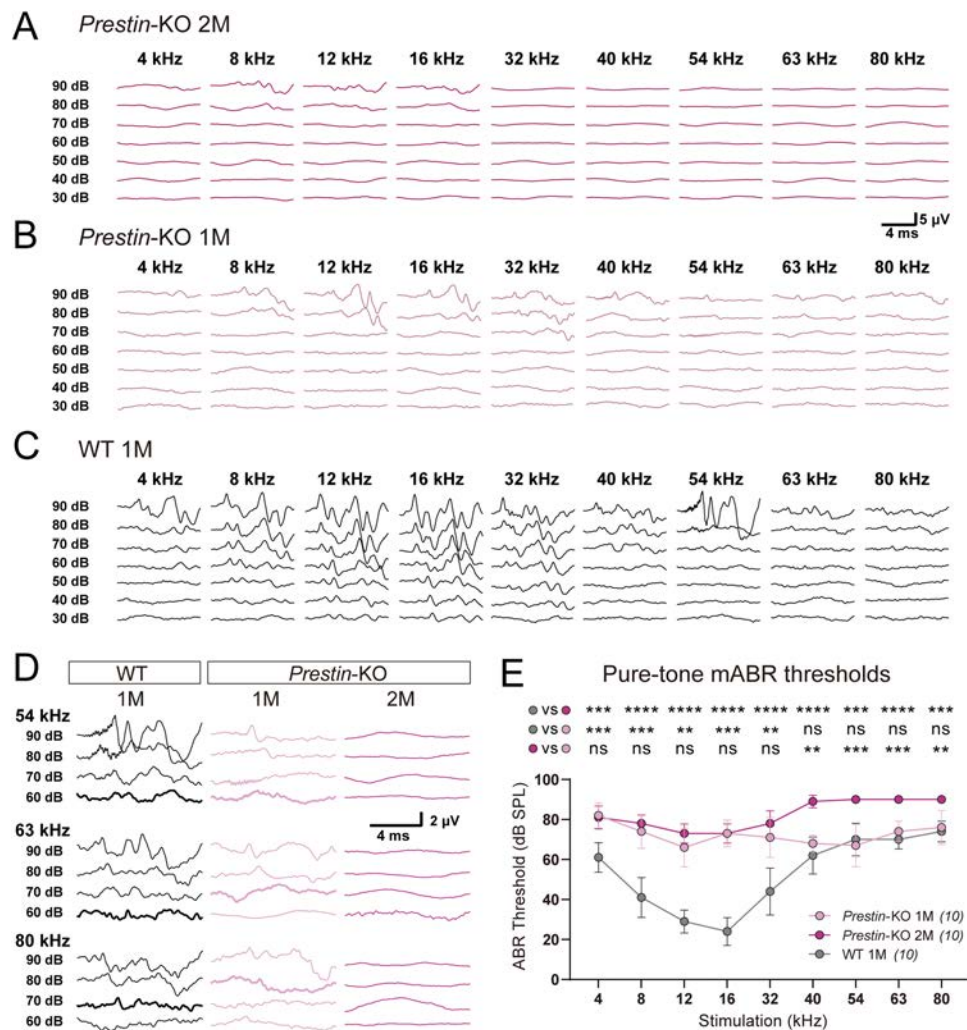 A Prestin-KO 2M
4 kHz 8 kHz 12 kHz 16 kHz 32 kHz 40 kHz 54 kHz 63 kHz 80 kHz
90 dB
80 dB
70 dB
60 dB
50 dB
40 dB
30 dB
5 µV
4 ms
B Prestin-KO 1M
4 kHz 8 kHz 12 kHz 16 kHz 32 kHz 40 kHz 54 kHz 63 kHz 80 kHz
90 dB
80 dB
70 dB
60 dB
50 dB
40 dB
30 dB
C WT 1M
4 kHz 8 kHz 12 kHz 16 kHz 32 kHz 40 kHz 54 kHz 63 kHz 80 kHz
90 dB
80 dB
70 dB
60 dB
50 dB
40 dB
30 dB
D WT Prestin-KO
1M 1M 2M
54 kHz
90 dB
80 dB
70 dB
60 dB
2 µV
4 ms
63 kHz
90 dB
80 dB
70 dB
60 dB
80 kHz
90 dB
80 dB
70 dB
60 dB
E Pure-tone mABR thresholds
vs *** **** **** **** **** **** *** **** ***
vs *** *** ** *** ** ns ns ns ns
vs ns ns ns ns ns ** *** *** **
ABR Threshold (dB SPL)
100
80
60
40
20
0
Prestin-KO 1M (10)
Prestin-KO 2M (10)
WT 1M (10)
4 8 12 16 32 40 54 63 80
Stimulation (kHz)